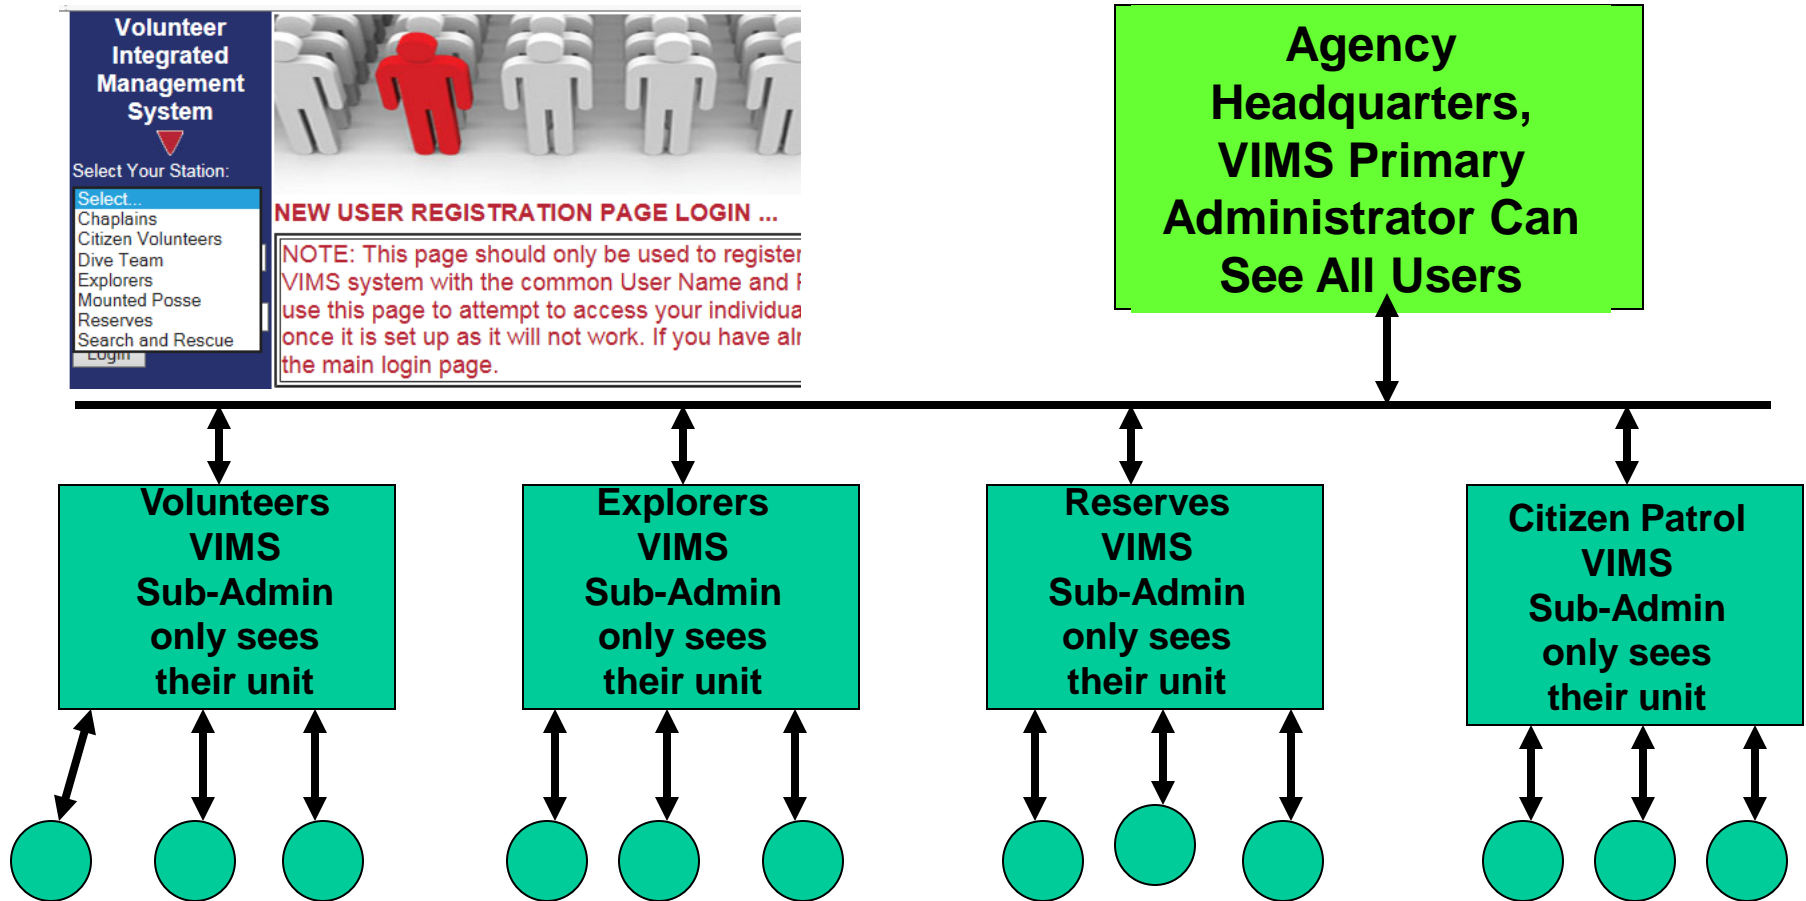 Volunteer
Integrated
Management
System
Select Your Station:
Select...
Chaplains
Citizen Volunteers
Dive Team
Explorers
Mounted Posse
Reserves
Search and Rescue
Login
NEW USER REGISTRATION PAGE LOGIN ...
NOTE: This page should only be used to register
VIMS system with the common User Name and
use this page to attempt to access your individua
once it is set up as it will not work. If you have alr
the main login page.
Agency
Headquarters,
VIMS Primary
Administrator Can
See All Users
Volunteers
VIMS
Sub-Admin
only sees
their unit
Explorers
VIMS
Sub-Admin
only sees
their unit
Reserves
VIMS
Sub-Admin
only sees
their unit
Citizen Patrol
VIMS
Sub-Admin
only sees
their unit